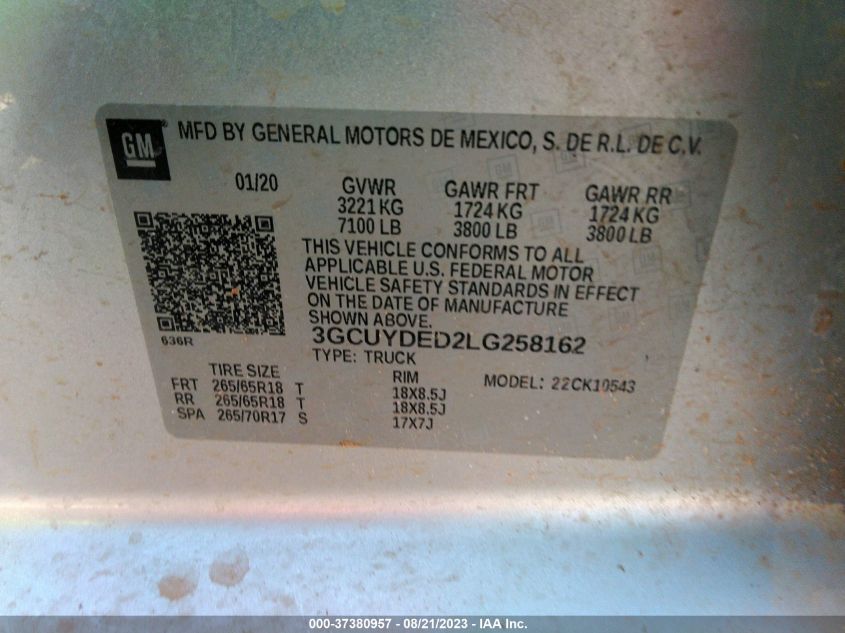 GM ® MFD BY GENERAL MOTORS DE MEXICO, S. DE R.L. DE C.V.
01/20 GVWR GAWR FRT GAWR RR
3221 KG 1724 KG 1724 KG
7100 LB 3800 LB 3800 LB
THIS VEHICLE CONFORMS TO ALL
APPLICABLE U.S. FEDERAL MOTOR
VEHICLE SAFETY STANDARDS IN EFFECT
ON THE DATE OF MANUFACTURE
SHOWN ABOVE.
636R
3GCUYDED2LG258162
TYPE: TRUCK
TIRE SIZE RIM MODEL: 22CK10543
FRT 265/65R18 T 18X8.5J
RR 265/65R18 T 18X8.5J
SPA 265/70R17 S 17X7J
000-37380957 - 08/21/2023 - IAA Inc.